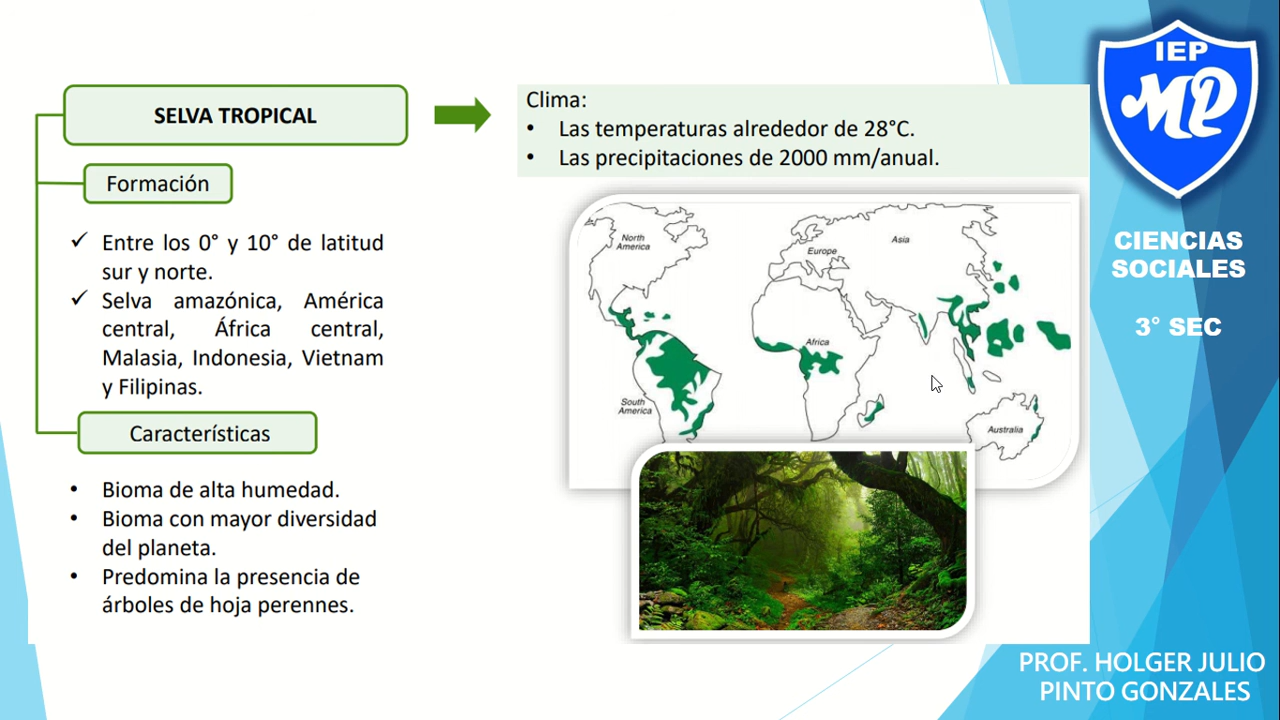 SELVA TROPICAL
Formación
✓ Entre los 0° y 10° de latitud
sur y norte.
✓ Selva amazónica, América
central, África central,
Malasia, Indonesia, Vietnam
y Filipinas.
Características
• Bioma de alta humedad.
• Bioma con mayor diversidad
del planeta.
• Predomina la presencia de
árboles de hoja perennes.
Clima:
• Las temperaturas alrededor de 28°C.
• Las precipitaciones de 2000 mm/anual.
North
America
Europe
Asia
Africa
South
America
Australia
IEP
MP
CIENCIAS
SOCIALES
3° SEC
PROF. HOLGER JULIO
PINTO GONZALES